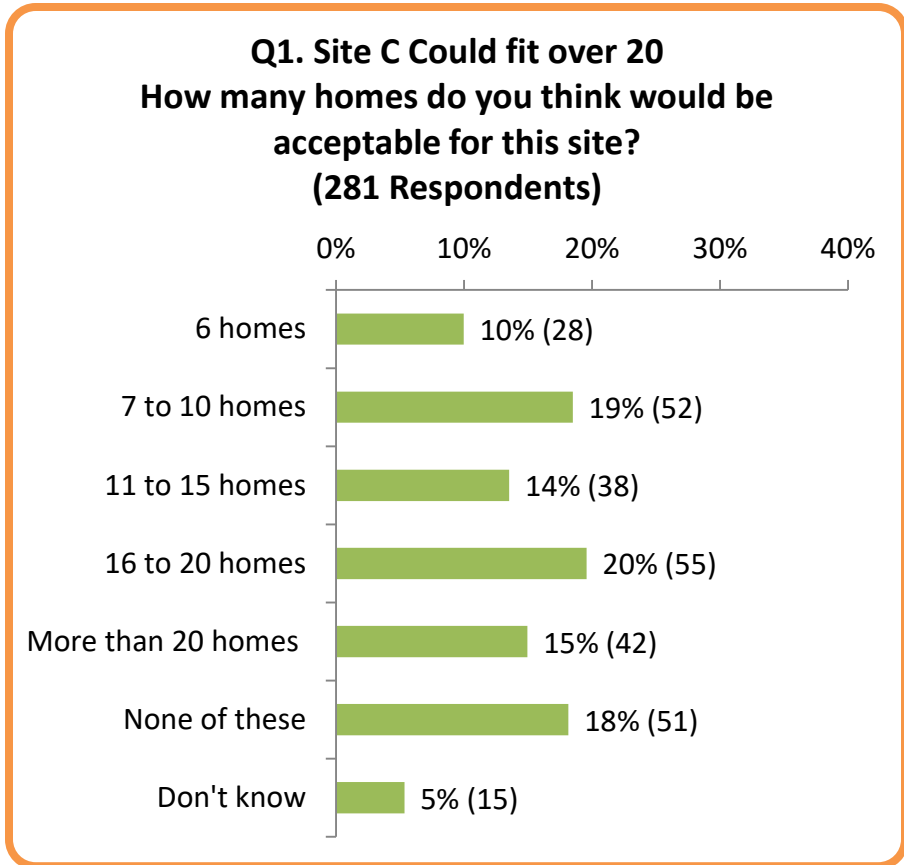 Q1. Site C Could fit over 20
How many homes do you think would be
acceptable for this site?
(281 Respondents)
0% 10% 20% 30% 40%
6 homes 10% (28)
7 to 10 homes 19% (52)
11 to 15 homes 14% (38)
16 to 20 homes 20% (55)
More than 20 homes 15% (42)
None of these 18% (51)
Don't know 5% (15)